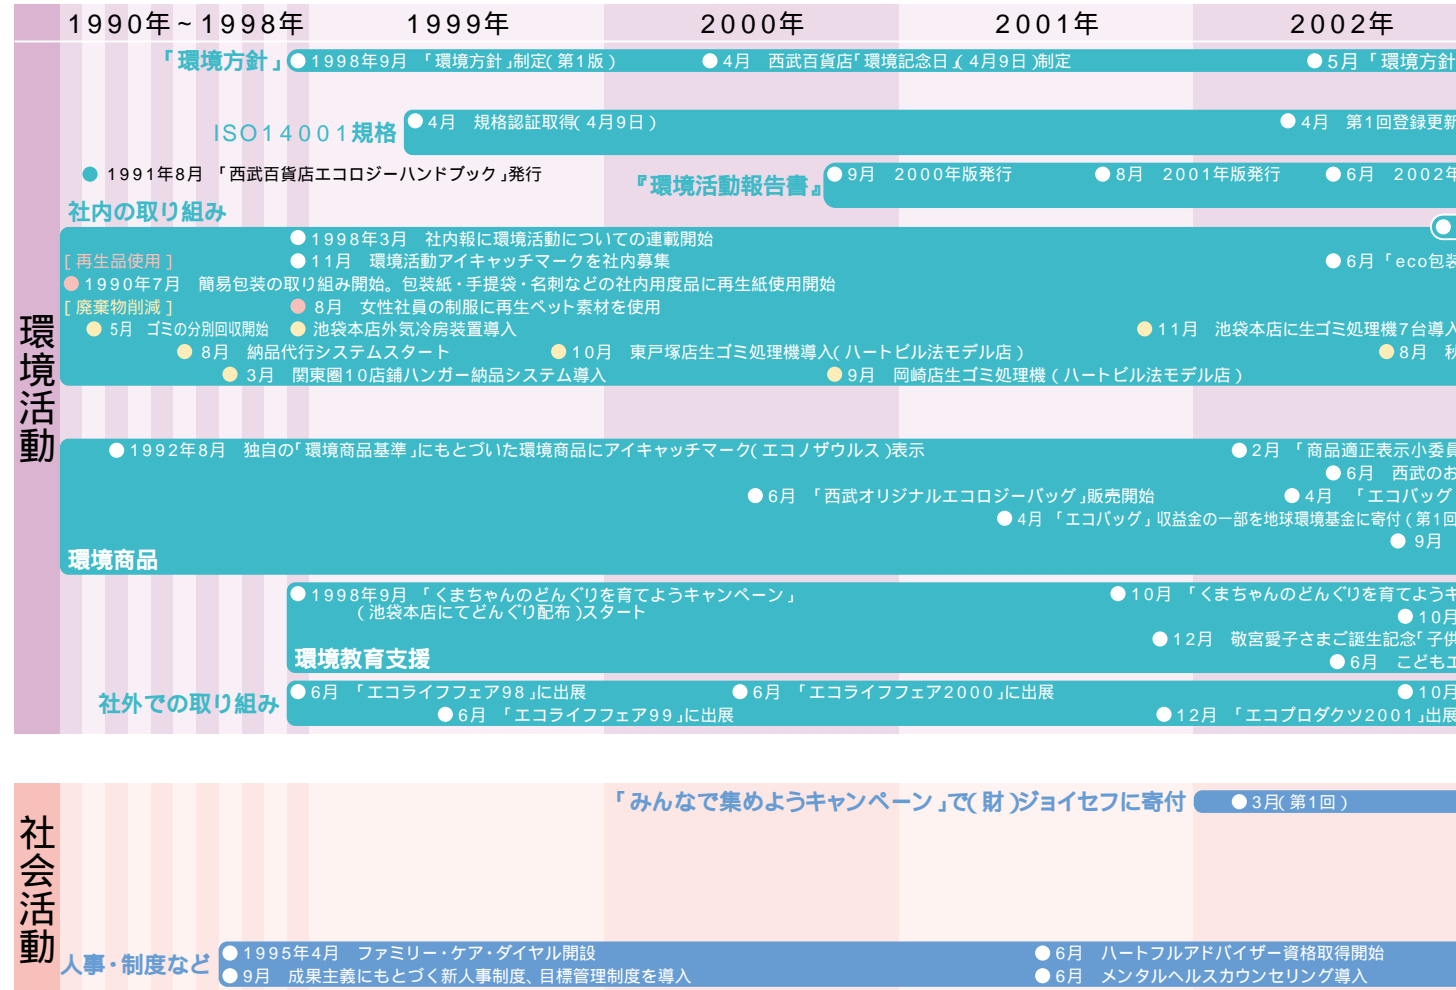 1990年~1998年 1999年 2000年 2001年 2002年
「環境方針」 1998年9月 「環境方針」制定(第1版) 4月 西武百貨店「環境記念日」(4月9日)制定 5月「環境方針
ISO14001規格 4月 規格認証取得(4月9日) 4月 第1回登録更新
1991年8月 「西武百貨店エコロジーハンドブック」発行 『環境活動報告書』 9月 2000年版発行 8月 2001年版発行 6月 2002年
社内の取り組み
1998年3月 社内報に環境活動についての連載開始
[再生品使用] 11月 環境活動アイキャッチマークを社内募集 6月「eco包装
1990年7月 簡易包装の取り組み開始。包装紙・手提袋・名刺などの社内用度品に再生紙使用開始
[廃棄物削減] 8月 女性社員の制服に再生ペット素材を使用
5月 ゴミの分別回収開始 池袋本店外気冷房装置導入 11月 池袋本店に生ゴミ処理機7台導入
8月 納品代行システムスタート 10月 東戸塚店生ゴミ処理機導入(ハートビル法モデル店) 8月 秋
3月 関東圏10店鋪ハンガー納品システム導入 9月 岡崎店生ゴミ処理機(ハートビル法モデル店)
環境活動
1992年8月 独自の「環境商品基準」にもとづいた環境商品にアイキャッチマーク(エコノザウルス)表示 2月 「商品適正表示小委員
6月 西武のお
6月 「西武オリジナルエコロジーバッグ」販売開始 4月 「エコバッグ
4月 「エコバッグ」収益金の一部を地球環境基金に寄付(第1回
9月
環境商品
1998年9月 「くまちゃんのどんぐりを育てようキャンペーン」 10月 「くまちゃんのどんぐりを育てようキ
(池袋本店にてどんぐり配布)スタート 10月
12月 敬宮愛子さまご誕生記念「子供
環境教育支援 6月 こどもエ
社外での取り組み 6月 「エコライフフェア98」に出展 6月 「エコライフフェア2000」に出展 10月
6月 「エコライフフェア99」に出展 12月 「エコプロダクツ2001」出展
「みんなで集めようキャンペーン」で(財)ジョイセフに寄付 3月(第1回)
社会活動
人事・制度など 1995年4月 ファミリー・ケア・ダイヤル開設 6月 ハートフルアドバイザー資格取得開始
9月 成果主義にもとづく新人事制度、目標管理制度を導入 6月 メンタルヘルスカウンセリング導入